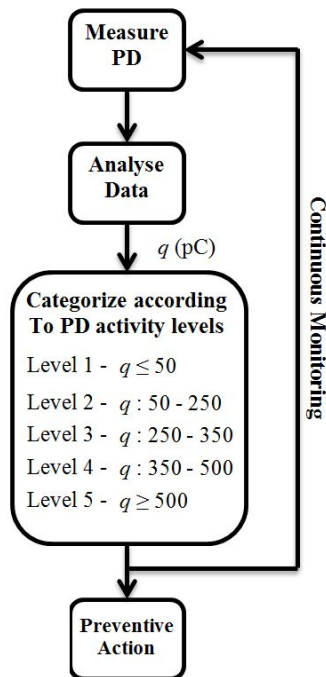 Measure
PD
Analyse
Data
q (pC)
Categorize according
To PD activity levels
Level 1 - q ≤ 50
Level 2 - q : 50 - 250
Level 3 - q : 250 - 350
Level 4 - q : 350 - 500
Level 5 - q ≥ 500
Preventive
Action
Continuous Monitoring